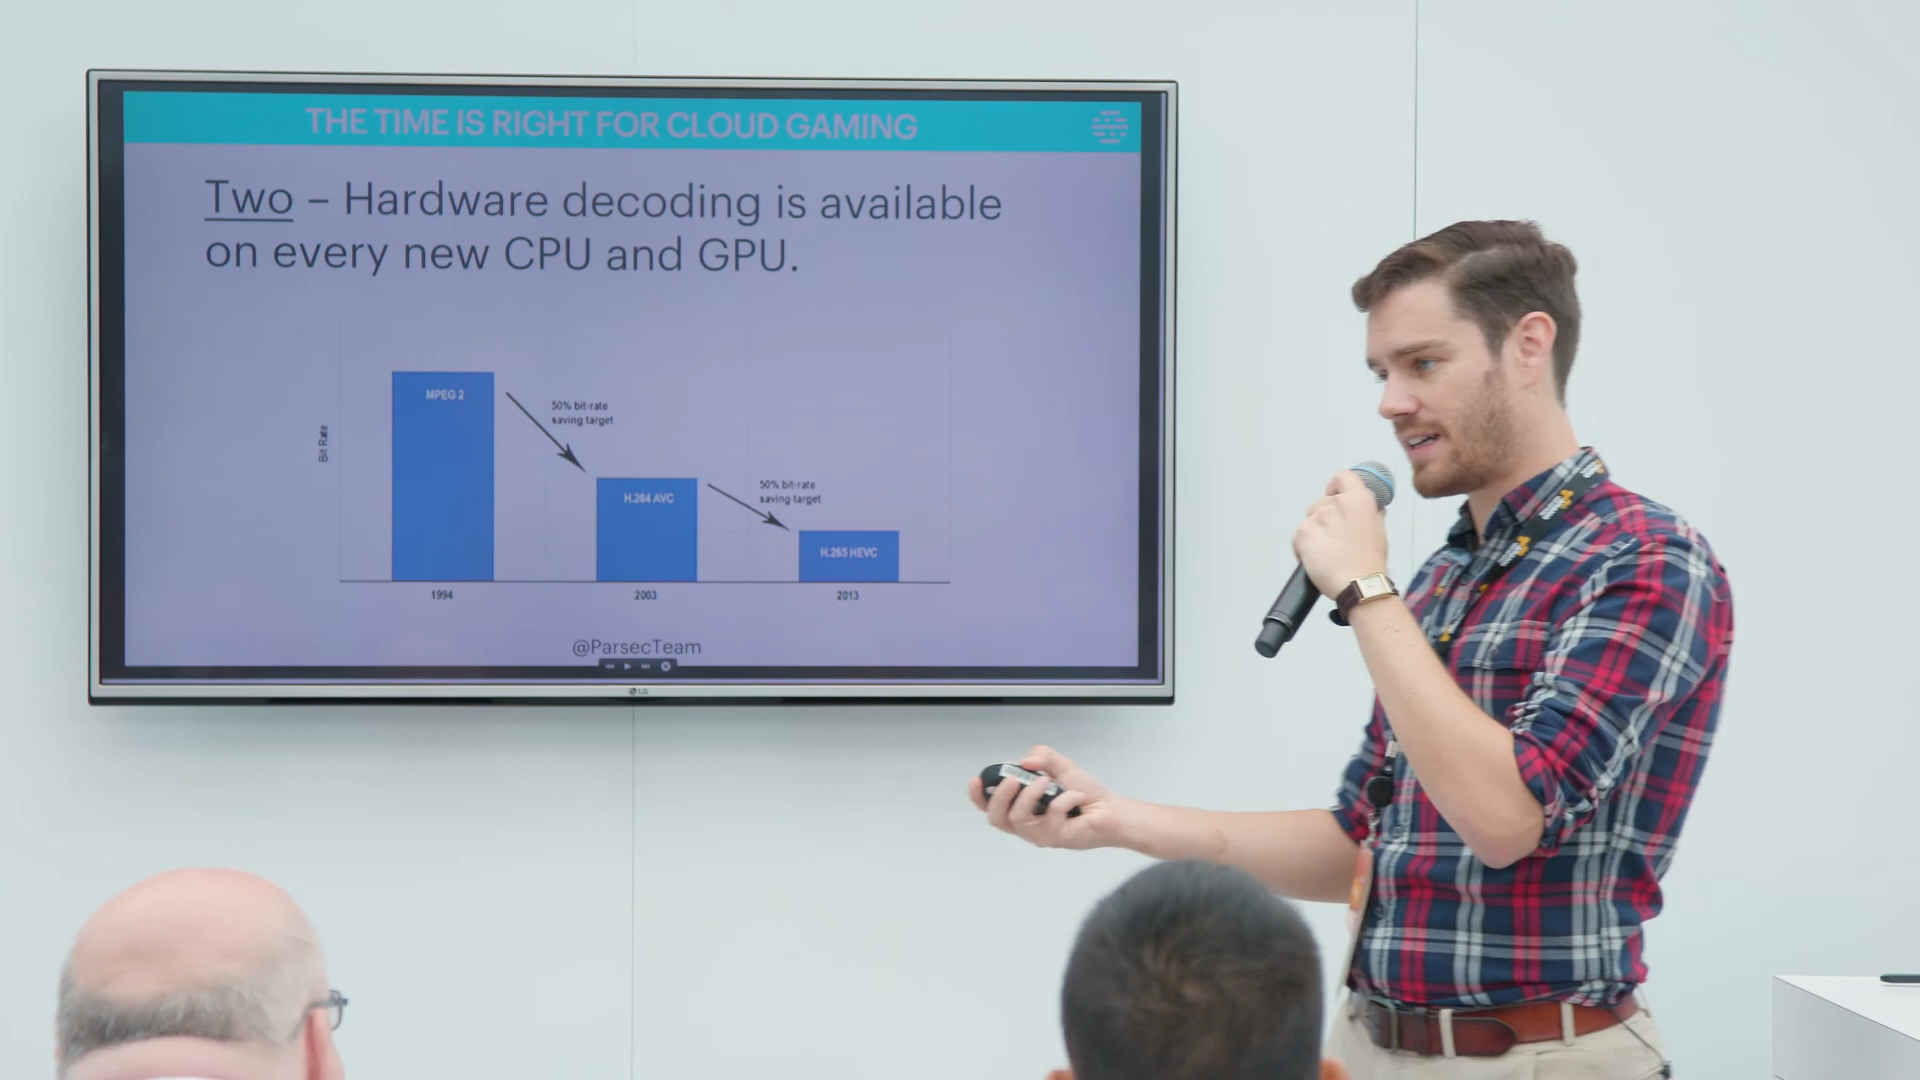 THE TIME IS RIGHT FOR CLOUD GAMING
Two – Hardware decoding is available
on every new CPU and GPU.
Bit Rate
MPEG 2
50% bit-rate
saving target
H.264 AVC
50% bit-rate
saving target
H.265 HEVC
1994
2003
2013
@ParsecTeam
LG